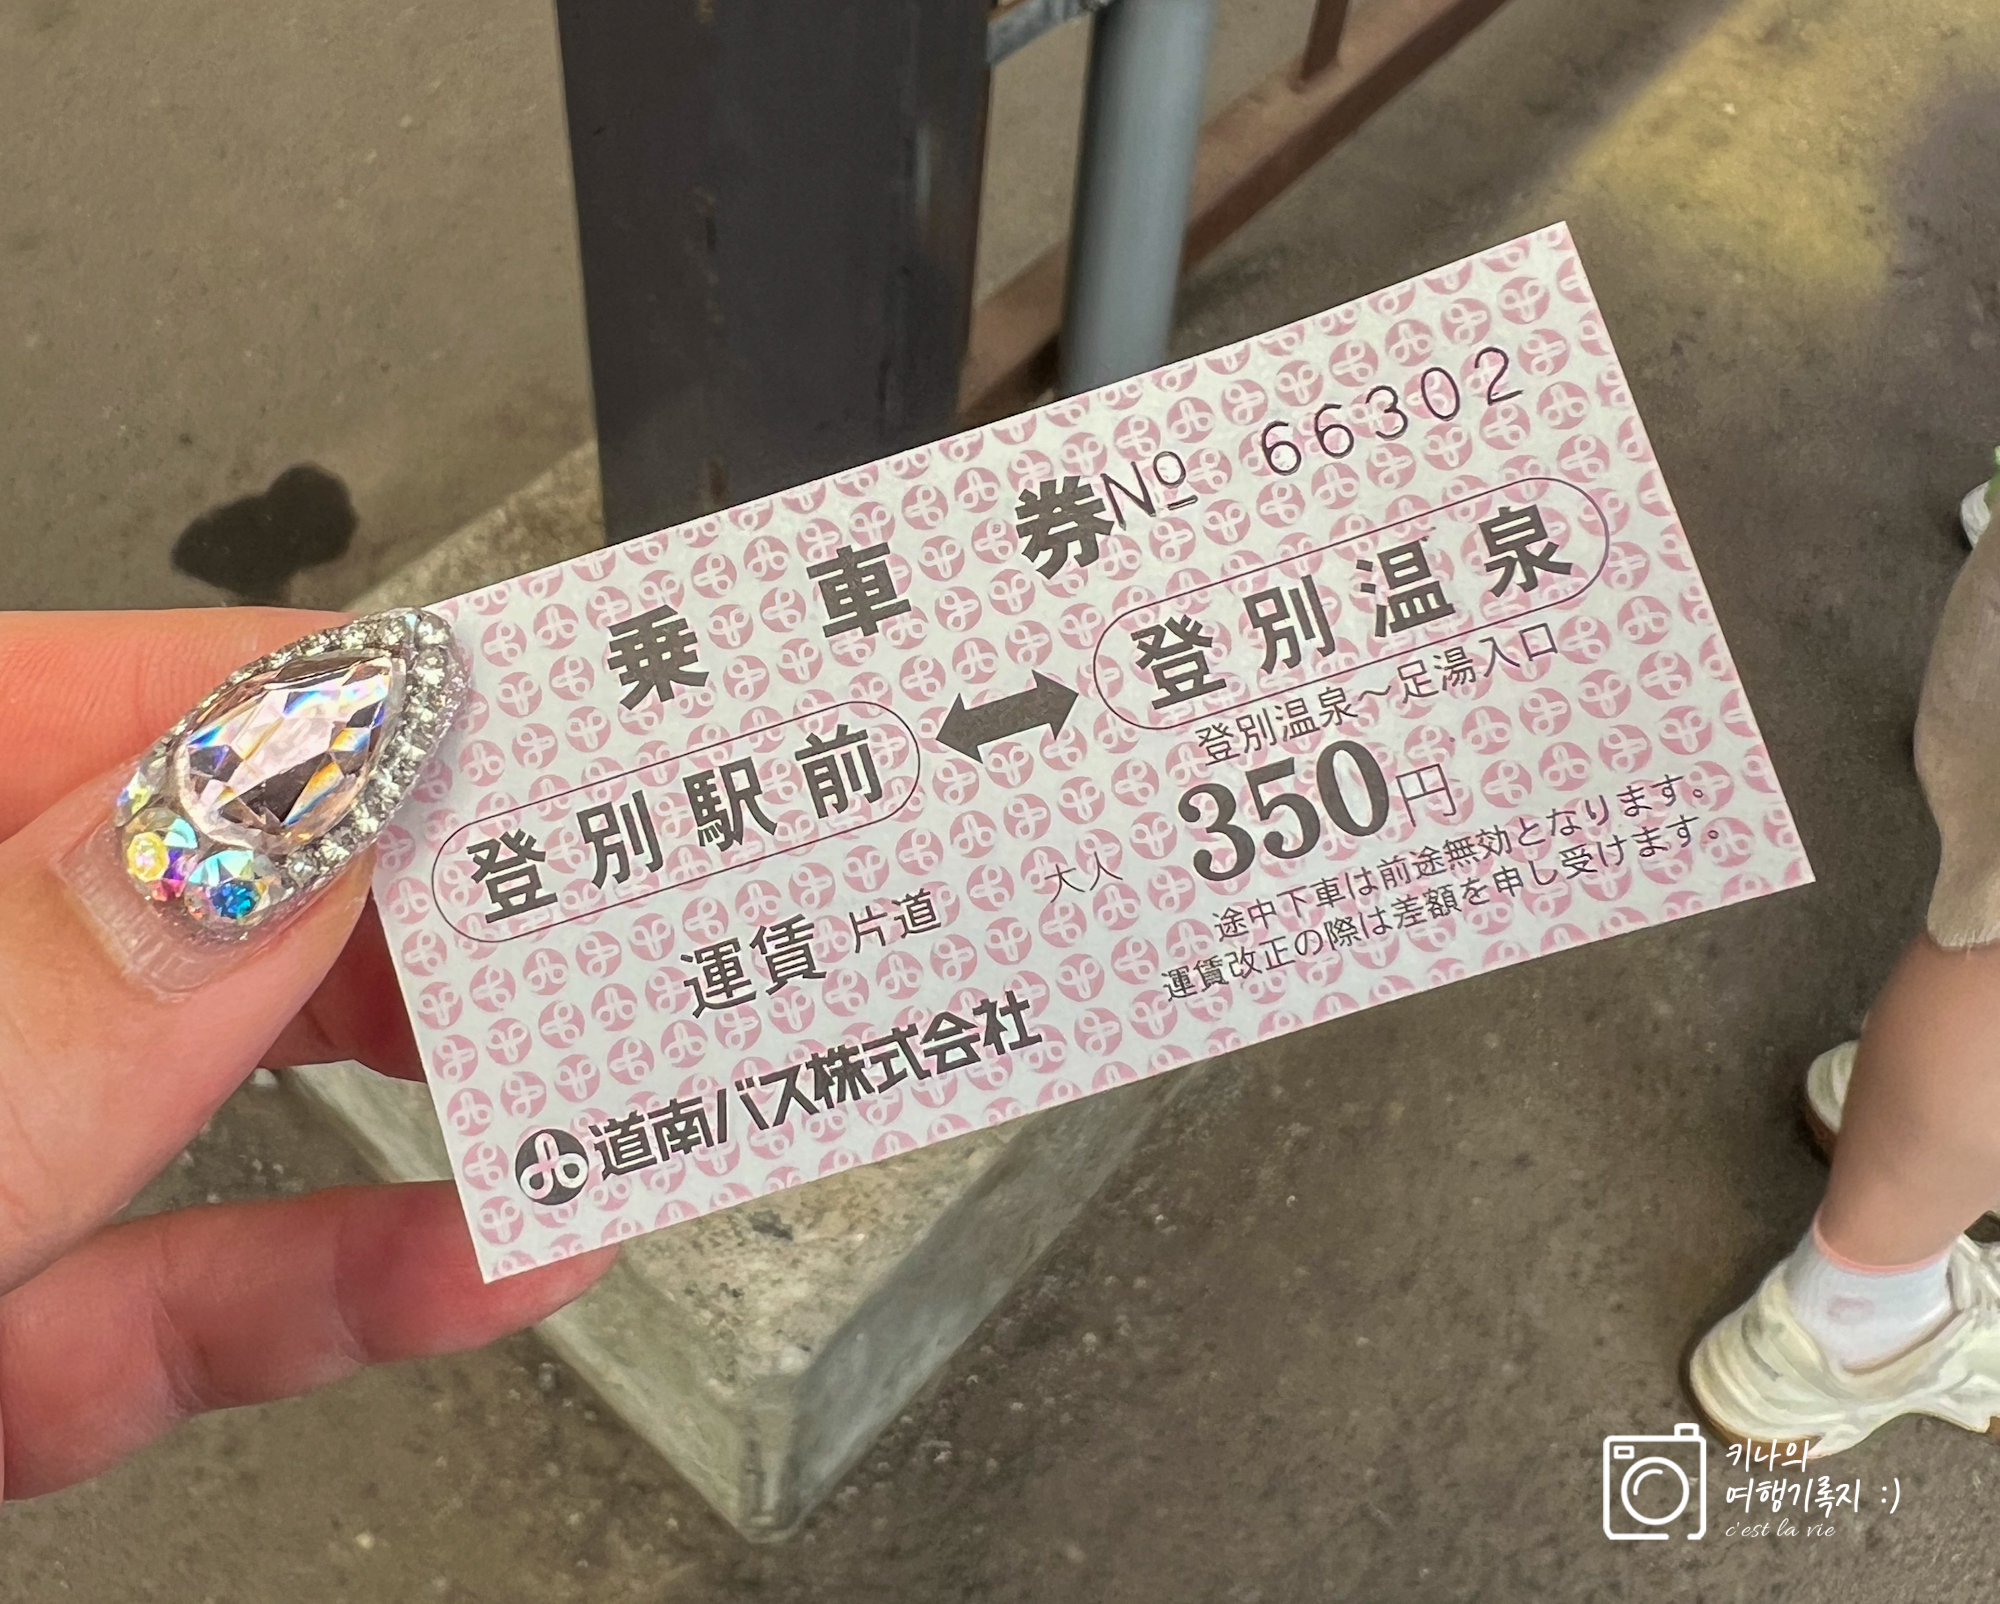 乗車券 № 66302
登別駅前 ↔ 登別温泉
登別温泉～足湯入口
運賃 片道 大人 350円
途中下車は前途無効となります。
運賃改正の際は差額を申し受けます。
道南バス株式会社
키나의
여행기록지 :)
c'est la vie